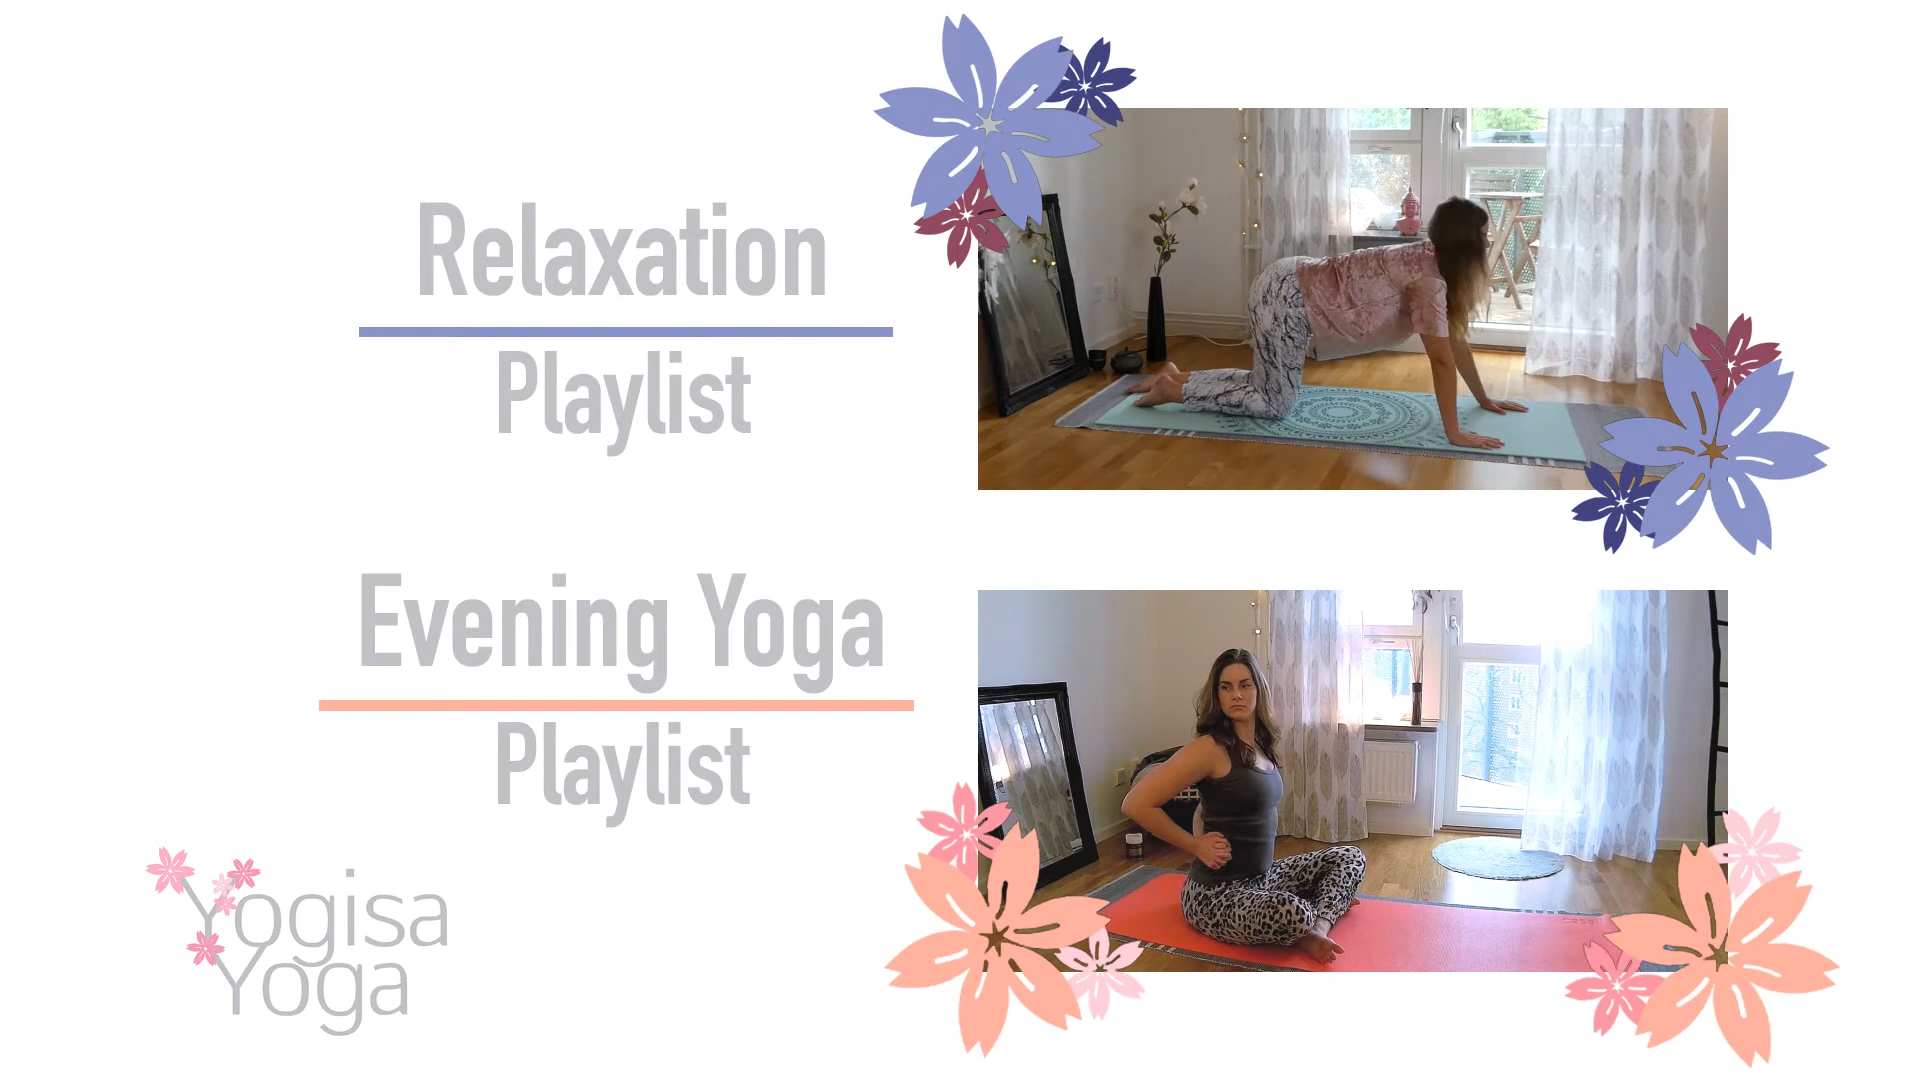 Relaxation
Playlist
Evening Yoga
Playlist
Yogisa
Yoga